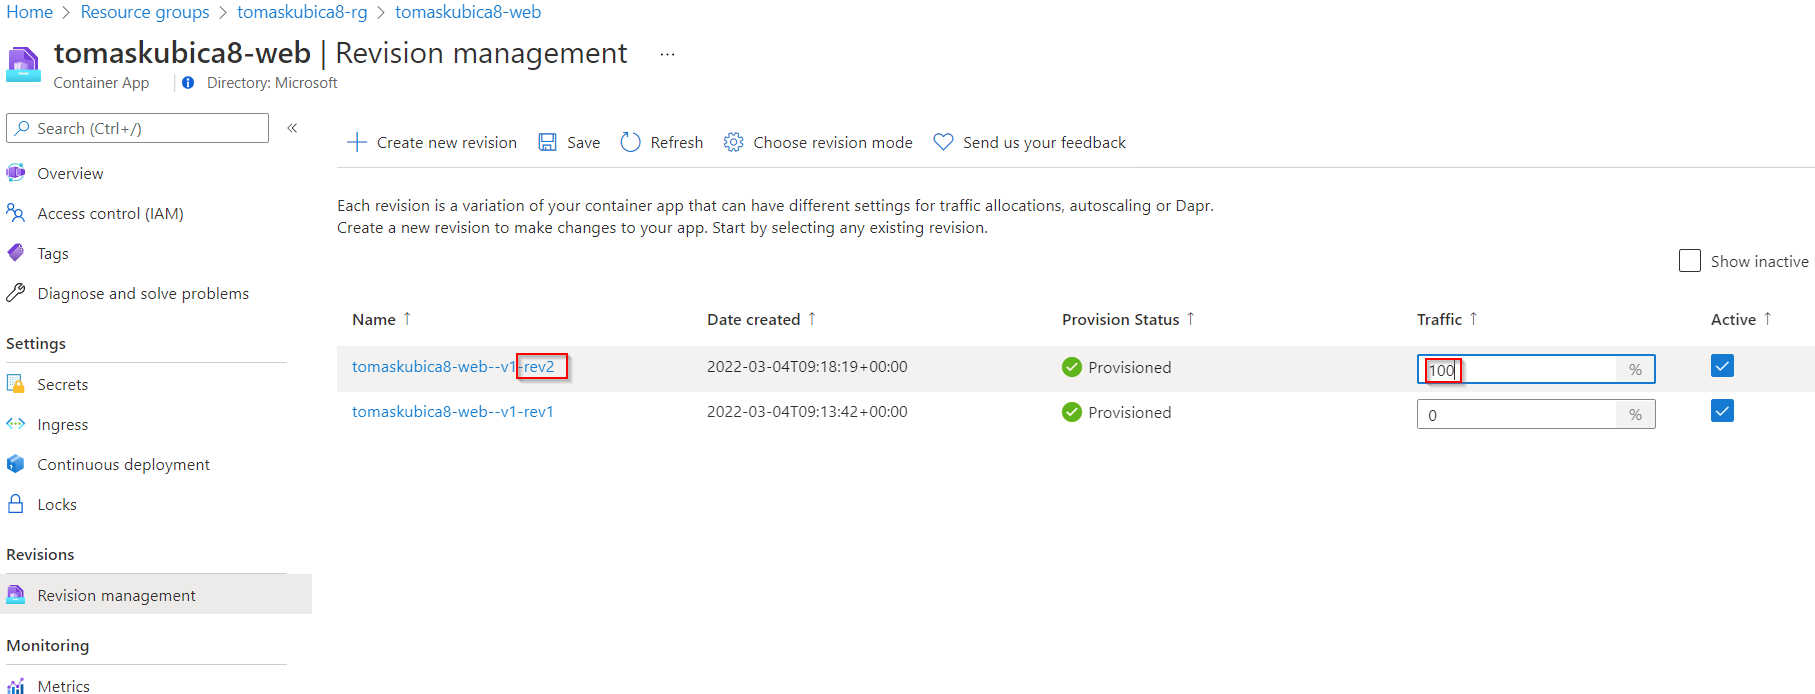 Home > Resource groups > tomaskubica8-rg > tomaskubica8-web
tomaskubica8-web | Revision management ...
Container App Directory: Microsoft
Search (Ctrl+/) «
Create new revision Save Refresh Choose revision mode Send us your feedback
Overview
Access control (IAM)
Tags
Diagnose and solve problems
Settings
Secrets
Ingress
Continuous deployment
Locks
Revisions
Revision management
Monitoring
Metrics
Each revision is a variation of your container app that can have different settings for traffic allocations, autoscaling or Dapr.
Create a new revision to make changes to your app. Start by selecting any existing revision.
Show inactive
Name ↑ Date created ↑ Provision Status ↑ Traffic ↑ Active ↑
tomaskubica8-web--v1-rev2 2022-03-04T09:18:19+00:00 Provisioned 100 %
tomaskubica8-web--v1-rev1 2022-03-04T09:13:42+00:00 Provisioned 0 %